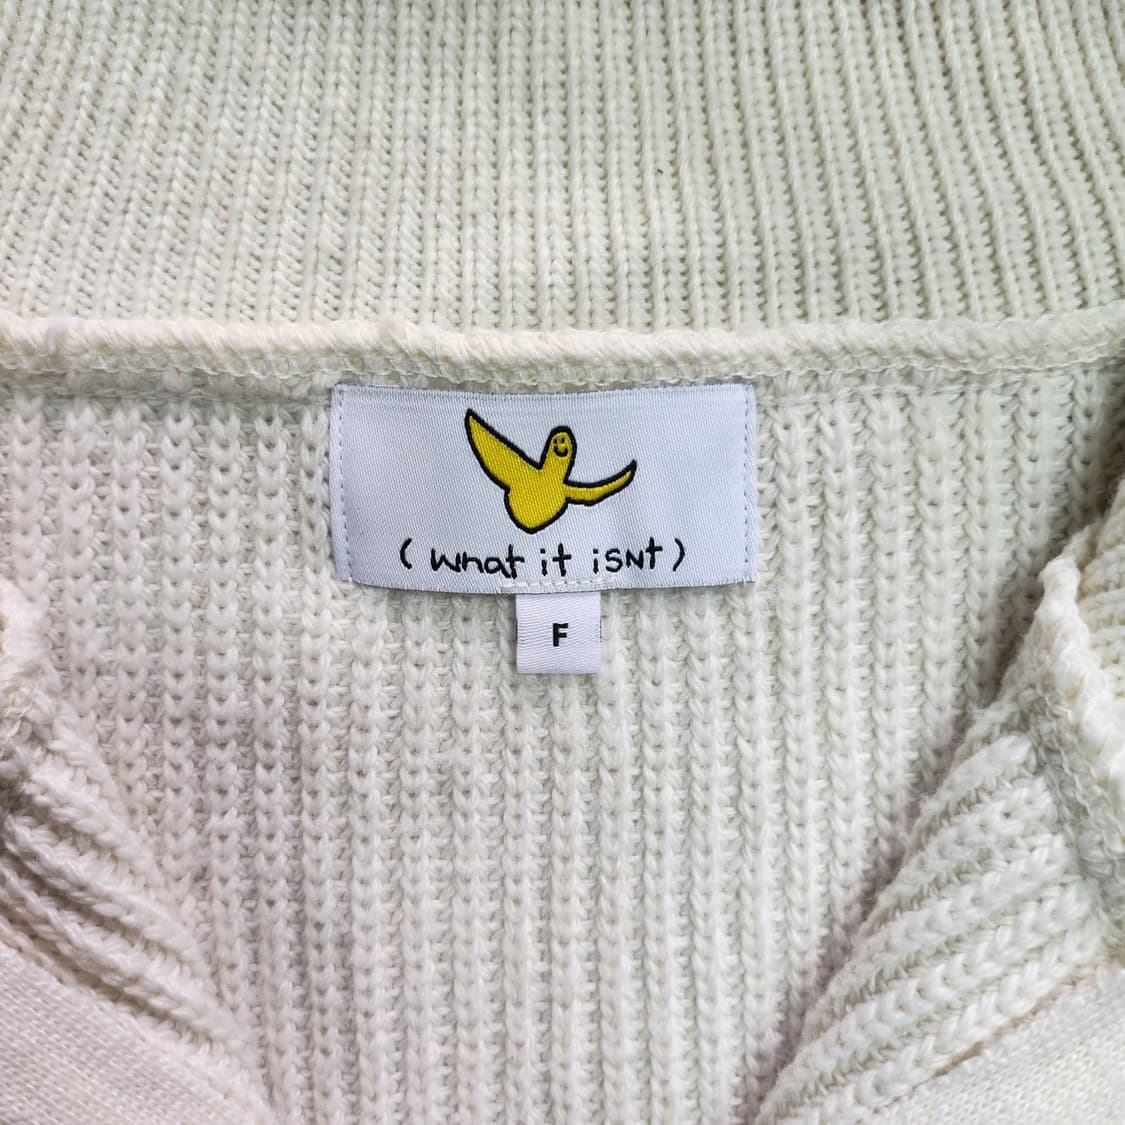 (what it isNt)
F